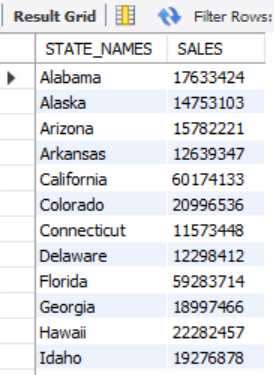 Result Grid Filter Rows:
STATE_NAMES SALES
Alabama 17633424
Alaska 14753103
Arizona 15782221
Arkansas 12639347
California 60174133
Colorado 20996536
Connecticut 11573448
Delaware 12298412
Florida 59283714
Georgia 18997466
Hawaii 22282457
Idaho 19276878